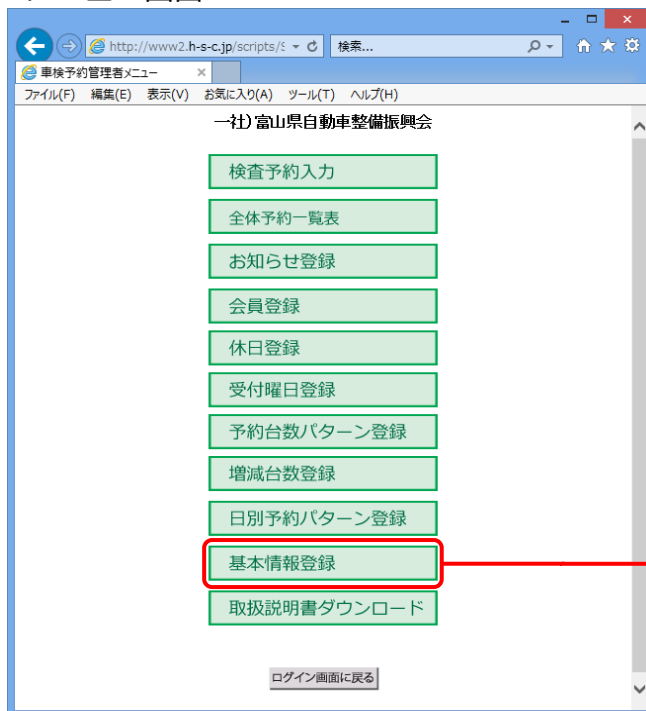 http://www2.h-s-c.jp/scripts/S
検索...
車検予約管理者メニュー
ファイル(F) 編集(E) 表示(V) お気に入り(A) ツール(T) ヘルプ(H)
一社)富山県自動車整備振興会
検査予約入力
全体予約一覧表
お知らせ登録
会員登録
休日登録
受付曜日登録
予約台数パターン登録
増減台数登録
日別予約パターン登録
基本情報登録
取扱説明書ダウンロード
ログイン画面に戻る